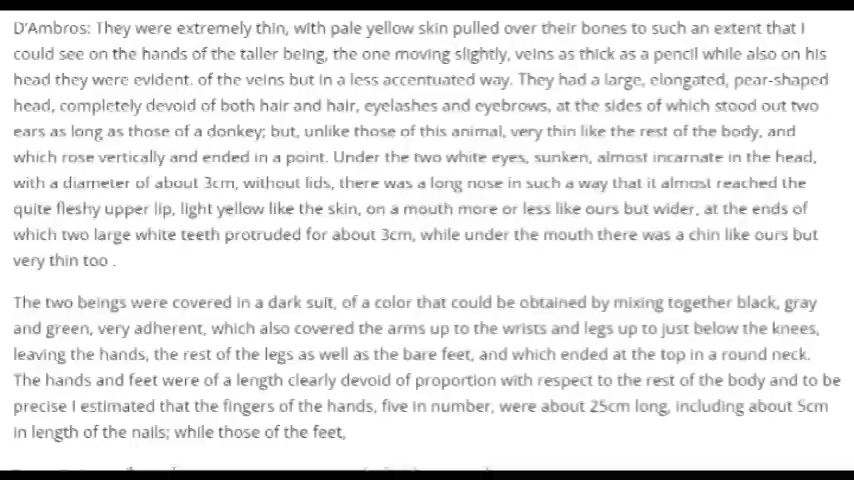 D'Ambros: They were extremely thin, with pale yellow skin pulled over their bones to such an extent that I
could see on the hands of the taller being, the one moving slightly, veins as thick as a pencil while also on his
head they were evident. of the veins but in a less accentuated way. They had a large, elongated, pear-shaped
head, completely devoid of both hair and hair, eyelashes and eyebrows, at the sides of which stood out two
ears as long as those of a donkey; but, unlike those of this animal, very thin like the rest of the body, and
which rose vertically and ended in a point. Under the two white eyes, sunken, almost incarnate in the head,
with a diameter of about 3cm, without lids, there was a long nose in such a way that it almost reached the
quite fleshy upper lip, light yellow like the skin, on a mouth more or less like ours but wider, at the ends of
which two large white teeth protruded for about 3cm, while under the mouth there was a chin like ours but
very thin too .
The two beings were covered in a dark suit, of a color that could be obtained by mixing together black, gray
and green, very adherent, which also covered the arms up to the wrists and legs up to just below the knees,
leaving the hands, the rest of the legs as well as the bare feet, and which ended at the top in a round neck.
The hands and feet were of a length clearly devoid of proportion with respect to the rest of the body and to be
precise I estimated that the fingers of the hands, five in number, were about 25cm long, including about 5cm
in length of the nails; while those of the feet,